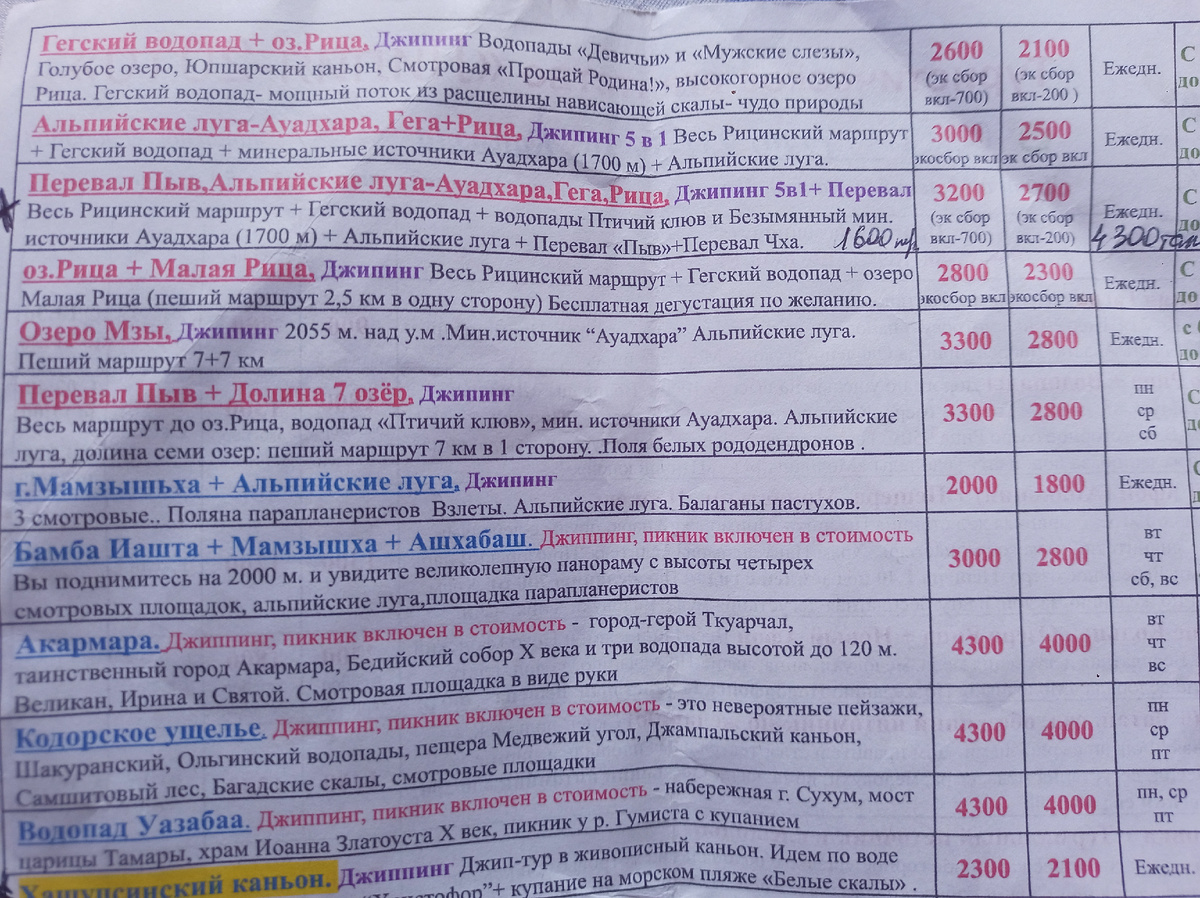 Гегский водопад + оз.Рица, Джипинг Водопады «Девичьи» и «Мужские слезы»,
Голубое озеро, Юпшарский каньон, Смотровая «Прощай Родина!», высокогорное озеро
Рица. Гегский водопад- мощный поток из расщелины нависающей скалы- чудо природы
2600
(эк сбор
вкл-700)
2100
(эк сбор
вкл-200 )
Ежедн.
С
до
Альпийские луга-Ауадхара, Гега+Рица, Джипинг 5 в 1 Весь Рицинский маршрут
+ Гегский водопад + минеральные источники Ауадхара (1700 м) + Альпийские луга.
3000
экосбор вкл
2500
эк сбор вкл
Ежедн.
С
до
Перевал Пыв,Альпийские луга-Ауадхара,Гега,Рица, Джипинг 5в1+ Перевал
Весь Рицинский маршрут + Гегский водопад + водопады Птичий клюв и Безымянный мин.
источники Ауадхара (1700 м) + Альпийские луга + Перевал «Пыв»+Перевал Чха. 1600
3200
(эк сбор
вкл-700)
2700
(эк сбор
вкл-200)
Ежедн.
4300
С
до
оз.Рица + Малая Рица, Джипинг Весь Рицинский маршрут + Гегский водопад + озеро
Малая Рица (пеший маршрут 2,5 км в одну сторону) Бесплатная дегустация по желанию.
2800
экосбор вкл
2300
экосбор вкл
Ежедн.
С
до
Озеро Мзы, Джипинг 2055 м. над у.м .Мин.источник “Ауадхара” Альпийские луга.
Пеший маршрут 7+7 км
3300
2800
Ежедн.
с
до
Перевал Пыв + Долина 7 озёр, Джипинг
Весь маршрут до оз.Рица, водопад «Птичий клюв», мин. источники Ауадхара. Альпийские
луга, долина семи озер: пеший маршрут 7 км в 1 сторону. .Поля белых рододендронов .
3300
2800
пн
ср
сб
С
г.Мамзышьха + Альпийские луга, Джипинг
3 смотровые.. Поляна парапланеристов Взлеты. Альпийские луга. Балаганы пастухов.
2000
1800
Ежедн.
Бамба Иашта + Мамзышха + Ашхабаш. Джиппинг, пикник включен в стоимость
Вы поднимитесь на 2000 м. и увидите великолепную панораму с высоты четырех
смотровых площадок, альпийские луга,площадка парапланеристов
3000
2800
вт
чт
сб, вс
Акармара. Джиппинг, пикник включен в стоимость - город-герой Ткуарчал,
таинственный город Акармара, Бедийский собор X века и три водопада высотой до 120 м.
Великан, Ирина и Святой. Смотровая площадка в виде руки
4300
4000
вт
чт
вс
Кодорское ущелье. Джиппинг, пикник включен в стоимость - это невероятные пейзажи,
Шакуранский, Ольгинский водопады, пещера Медвежий угол, Джампальский каньон,
Самшитовый лес, Багадские скалы, смотровые площадки
4300
4000
пн
ср
пт
Водопад Уазабаа. Джиппинг, пикник включен в стоимость - набережная г. Сухум, мост
царицы Тамары, храм Иоанна Златоуста X век, пикник у р. Гумиста с купанием
4300
4000
пн, ср
пт
Хашупсинский каньон. Джиппинг Джип-тур в живописный каньон. Идем по воде
купание на морском пляже «Белые скалы» .
2300
2100
Ежедн.